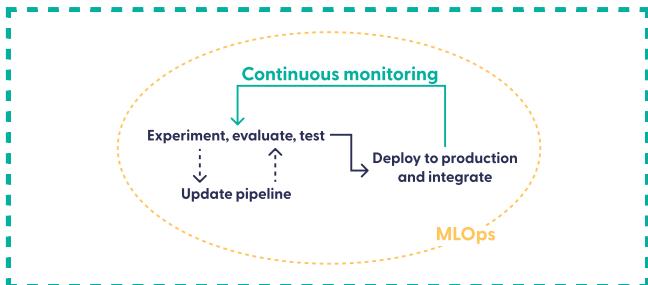 Continuous monitoring
Experiment, evaluate, test
Deploy to production
and integrate
Update pipeline
MLOps